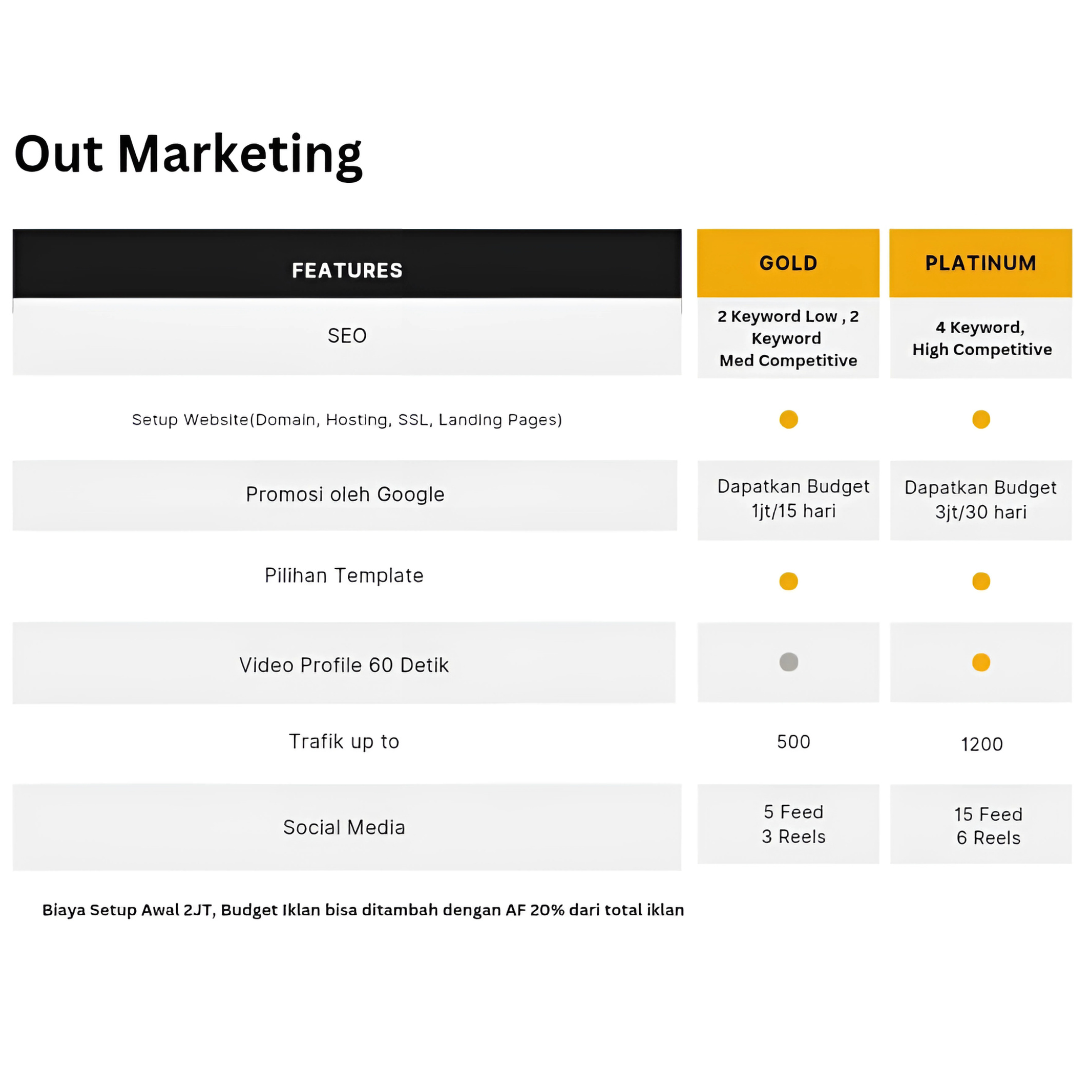 Out Marketing
FEATURES
GOLD
PLATINUM
SEO
2 Keyword Low , 2
Keyword
Med Competitive
4 Keyword,
High Competitive
Setup Website(Domain, Hosting, SSL, Landing Pages)
Promosi oleh Google
Dapatkan Budget
1jt/15 hari
Dapatkan Budget
3jt/30 hari
Pilihan Template
Video Profile 60 Detik
Trafik up to
500
1200
Social Media
5 Feed
3 Reels
15 Feed
6 Reels
Biaya Setup Awal 2JT, Budget Iklan bisa ditambah dengan AF 20% dari total iklan